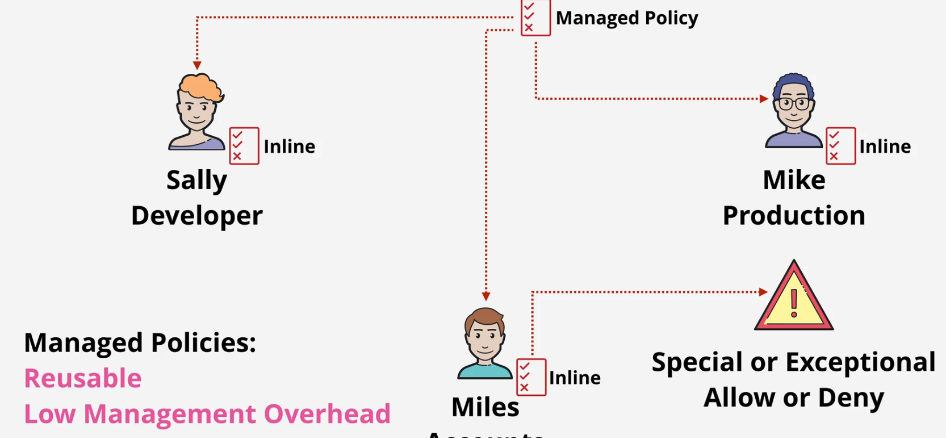 Managed Policy
Inline
Sally
Developer
Inline
Mike
Production
Managed Policies:
Reusable
Low Management Overhead
Inline
Miles
Special or Exceptional
Allow or Deny